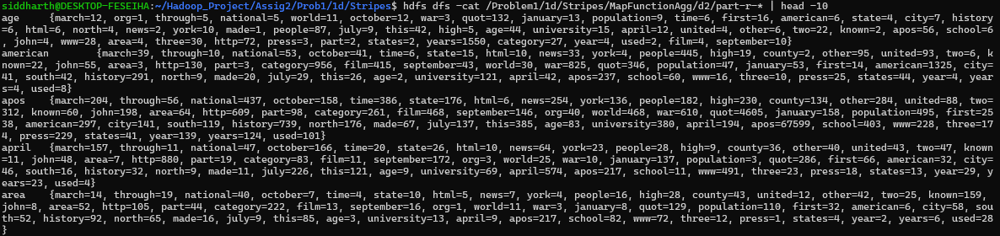 siddharth@DESKTOP-FESEIHA:~/Hadoop_Project/Assig2/Prob1/1d/Stripes$ hdfs dfs -cat /Problem1/1d/Stripes/MapFunctionAgg/d2/part-r-* | head -10
age     {march=12, org=1, through=5, national=5, world=11, october=12, war=3, quot=132, january=13, population=9, time=6, first=16, american=6, state=4, city=7, history
=6, html=6, north=4, news=2, york=10, made=1, people=87, july=9, this=42, high=5, age=44, university=15, april=12, united=4, other=6, two=22, known=2, apos=56, school=6
, john=4, www=28, area=4, three=30, http=72, press=3, part=2, states=2, years=1550, category=27, year=4, used=2, film=4, september=10}
american        {march=39, through=10, national=53, october=41, time=6, state=15, html=10, news=33, york=4, people=445, high=19, county=2, other=95, united=93, two=6, k
nown=22, john=55, area=3, http=130, part=3, category=956, film=415, september=43, world=30, war=825, quot=346, population=47, january=53, first=14, american=1325, city=
41, south=42, history=291, north=9, made=20, july=29, this=26, age=2, university=121, april=42, apos=237, school=60, www=16, three=10, press=25, states=44, year=4, year
s=4, used=8}
apos    {march=204, through=56, national=437, october=158, time=386, state=176, html=6, news=254, york=136, people=182, high=230, county=134, other=284, united=88, two=
312, known=60, john=198, area=64, http=609, part=98, category=261, film=468, september=146, org=40, world=468, war=610, quot=4605, january=158, population=495, first=25
38, american=297, city=141, south=119, history=739, north=176, made=67, july=137, this=385, age=83, university=380, april=194, apos=67599, school=403, www=228, three=17
4, press=229, states=41, year=139, years=124, used=101}
april   {march=157, through=11, national=47, october=166, time=20, state=26, html=10, news=64, york=23, people=28, high=9, county=36, other=40, united=43, two=47, known
=11, john=48, area=7, http=880, part=19, category=83, film=11, september=172, org=3, world=25, war=10, january=137, population=3, quot=286, first=66, american=32, city=
46, south=16, history=32, north=9, made=11, july=226, this=121, age=9, university=69, april=574, apos=217, school=11, www=491, three=23, press=18, states=13, year=29, y
ears=23, used=4}
area    {march=14, through=19, national=40, october=7, time=4, state=10, html=5, news=7, york=4, people=16, high=28, county=43, united=12, other=42, two=25, known=159,
john=8, area=52, http=105, part=44, category=222, film=13, september=16, org=1, world=11, war=3, january=8, quot=129, population=110, first=32, american=6, city=58, sou
th=52, history=92, north=65, made=16, july=9, this=85, age=3, university=13, april=9, apos=217, school=82, www=72, three=12, press=1, states=4, year=2, years=6, used=28
}